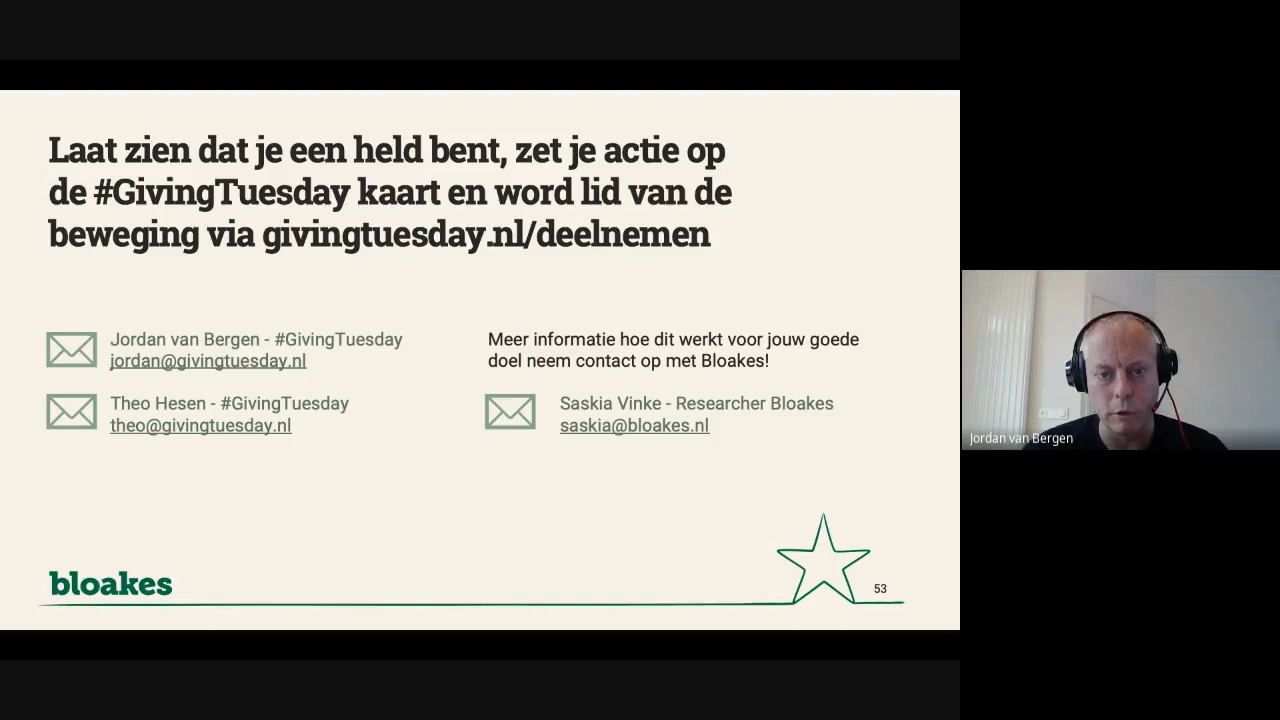 Laat zien dat je een held bent, zet je actie op
de #GivingTuesday kaart en word lid van de
beweging via givingtuesday.nl/deelnemen
Jordan van Bergen - #GivingTuesday
jordan@givingtuesday.nl
Theo Hesen - #GivingTuesday
theo@givingtuesday.nl
Meer informatie hoe dit werkt voor jouw goede
doel neem contact op met Bloakes!
Saskia Vinke - Researcher Bloakes
saskia@bloakes.nl
bloakes
53
Jordan van Bergen